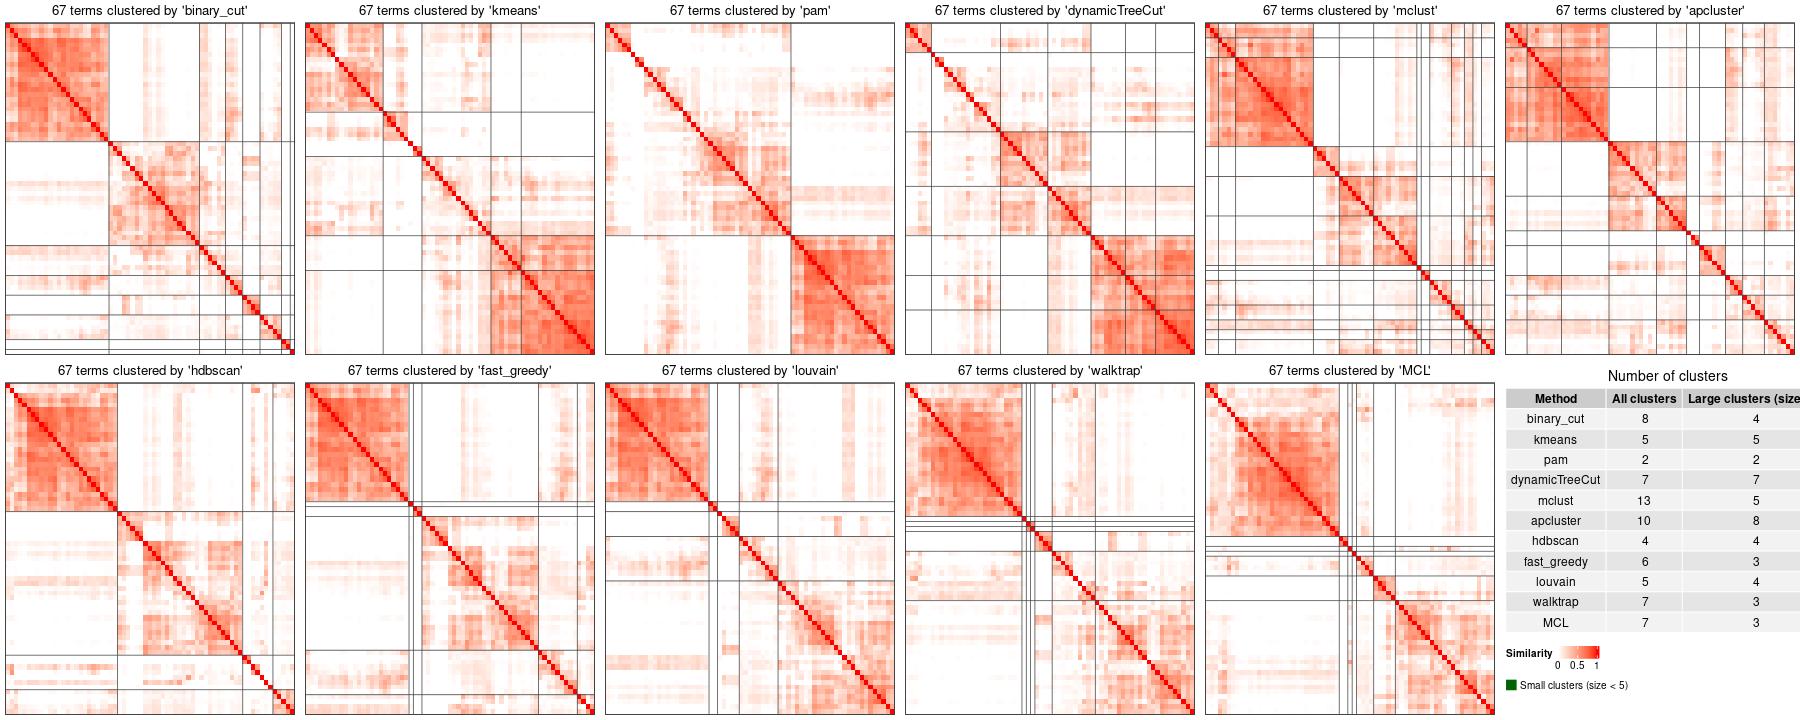 67 terms clustered by 'binary_cut'
67 terms clustered by 'kmeans'
67 terms clustered by 'pam'
67 terms clustered by 'dynamicTreeCut'
67 terms clustered by 'mclust'
67 terms clustered by 'apcluster'
67 terms clustered by 'hdbscan'
67 terms clustered by 'fast_greedy'
67 terms clustered by 'louvain'
67 terms clustered by 'walktrap'
67 terms clustered by 'MCL'
Number of clusters
Method All clusters Large clusters (size
binary_cut 8 4
kmeans 5 5
pam 2 2
dynamicTreeCut 7 7
mclust 13 5
apcluster 10 8
hdbscan 4 4
fast_greedy 6 3
louvain 5 4
walktrap 7 3
MCL 7 3
Similarity
0 0.5 1
Small clusters (size < 5)